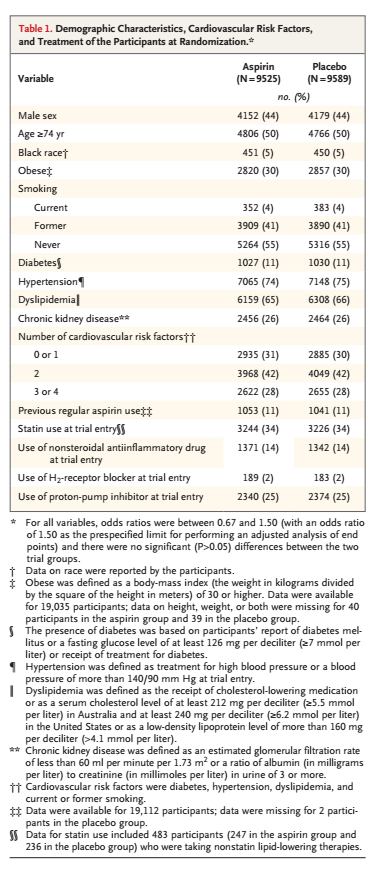 Table 1. Demographic Characteristics, Cardiovascular Risk Factors,
and Treatment of the Participants at Randomization.*
Variable Aspirin (N=9525) Placebo (N=9589)
no. (%)
Male sex 4152 (44) 4179 (44)
Age ≥74 yr 4806 (50) 4766 (50)
Black race† 451 (5) 450 (5)
Obese‡ 2820 (30) 2857 (30)
Smoking
Current 352 (4) 383 (4)
Former 3909 (41) 3890 (41)
Never 5264 (55) 5316 (55)
Diabetes§ 1027 (11) 1030 (11)
Hypertension¶ 7065 (74) 7148 (75)
Dyslipidemia‖ 6159 (65) 6308 (66)
Chronic kidney disease** 2456 (26) 2464 (26)
Number of cardiovascular risk factors††
0 or 1 2935 (31) 2885 (30)
2 3968 (42) 4049 (42)
3 or 4 2622 (28) 2655 (28)
Previous regular aspirin use‡‡ 1053 (11) 1041 (11)
Statin use at trial entry§§ 3244 (34) 3226 (34)
Use of nonsteroidal antiinflammatory drug 1371 (14) 1342 (14)
at trial entry
Use of H₂-receptor blocker at trial entry 189 (2) 183 (2)
Use of proton-pump inhibitor at trial entry 2340 (25) 2374 (25)
* For all variables, odds ratios were between 0.67 and 1.50 (with an odds ratio
of 1.50 as the prespecified limit for performing an adjusted analysis of end
points) and there were no significant (P>0.05) differences between the two
trial groups.
† Data on race were reported by the participants.
‡ Obese was defined as a body-mass index (the weight in kilograms divided
by the square of the height in meters) of 30 or higher. Data were available
for 19,035 participants; data on height, weight, or both were missing for 40
participants in the aspirin group and 39 in the placebo group.
§ The presence of diabetes was based on participants' report of diabetes mel-
litus or a fasting glucose level of at least 126 mg per deciliter (≥7 mmol per
liter) or receipt of treatment for diabetes.
¶ Hypertension was defined as treatment for high blood pressure or a blood
pressure of more than 140/90 mm Hg at trial entry.
‖ Dyslipidemia was defined as the receipt of cholesterol-lowering medication
or as a serum cholesterol level of at least 212 mg per deciliter (≥5.5 mmol
per liter) in Australia and at least 240 mg per deciliter (≥6.2 mmol per liter)
in the United States or as a low-density lipoprotein level of more than 160 mg
per deciliter (>4.1 mmol per liter).
** Chronic kidney disease was defined as an estimated glomerular filtration rate
of less than 60 ml per minute per 1.73 m² or a ratio of albumin (in milligrams
per liter) to creatinine (in millimoles per liter) in urine of 3 or more.
†† Cardiovascular risk factors were diabetes, hypertension, dyslipidemia, and
current or former smoking.
‡‡ Data were available for 19,112 participants; data were missing for 2 partici-
pants in the placebo group.
§§ Data for statin use included 483 participants (247 in the aspirin group and
236 in the placebo group) who were taking nonstatin lipid-lowering therapies.